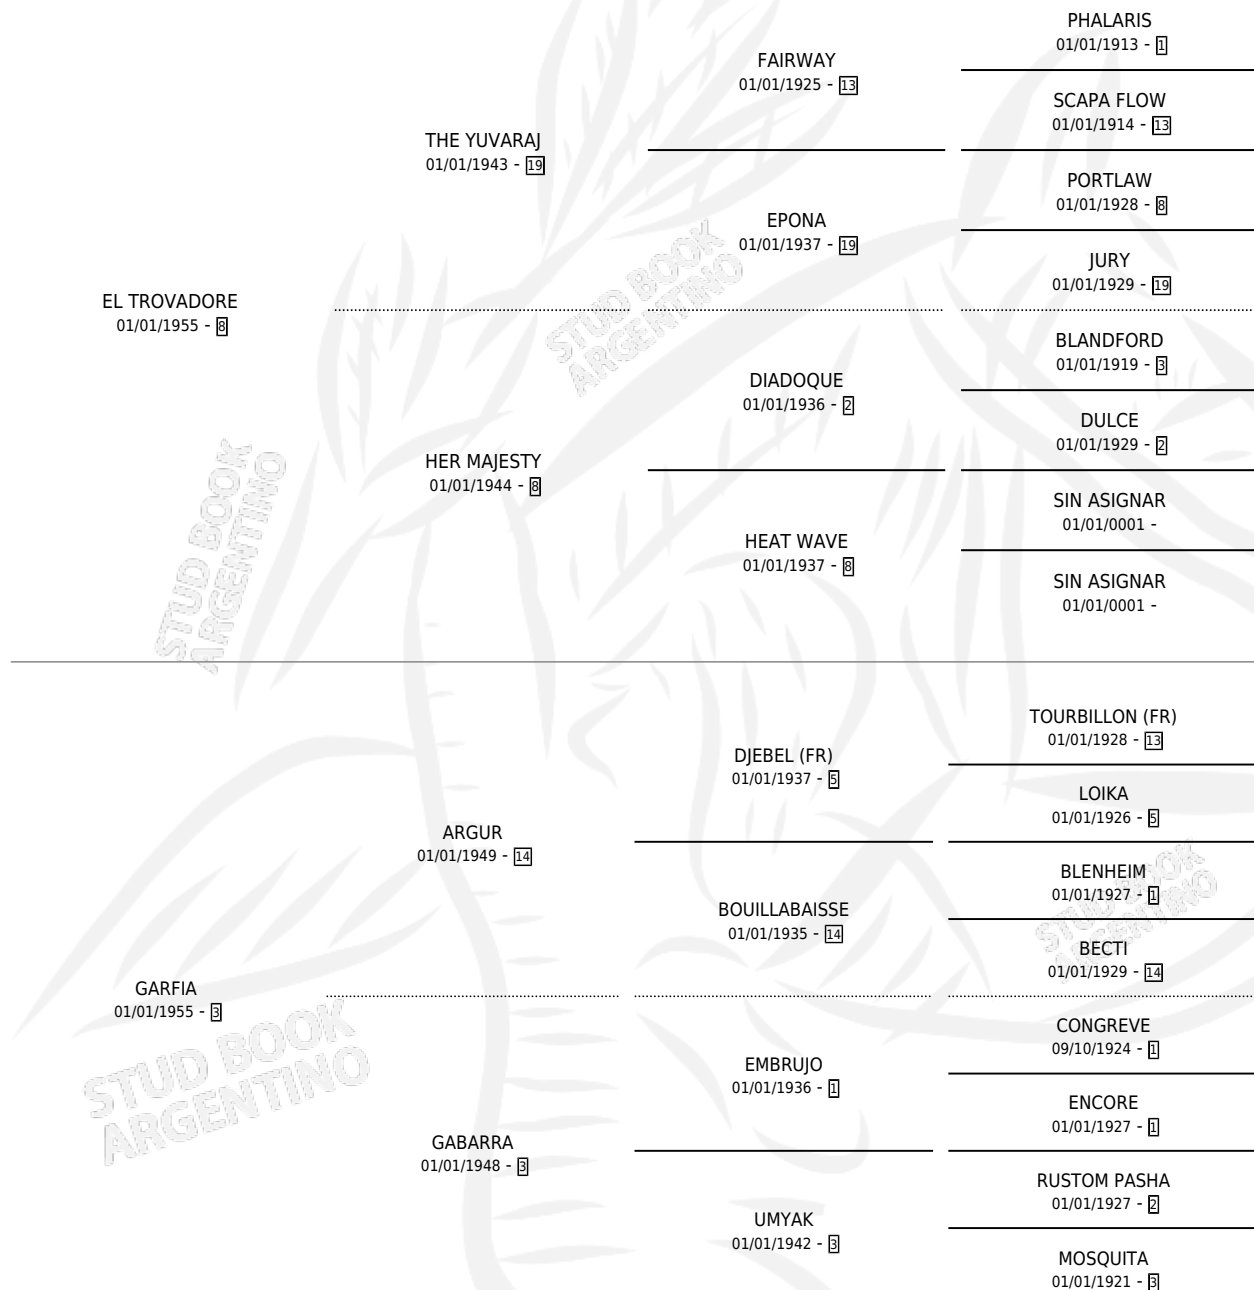 PHALARIS
01/01/1913 - 1
FAIRWAY
01/01/1925 - 13
SCAPA FLOW
01/01/1914 - 13
THE YUVARAJ
01/01/1943 - 19
PORTLAW
01/01/1928 - 8
EPONA
01/01/1937 - 19
JURY
01/01/1929 - 19
EL TROVADORE
01/01/1955 - 8
STUD BOOK
ARGENTINO
BLANDFORD
01/01/1919 - 3
DIADOQUE
01/01/1936 - 2
DULCE
01/01/1929 - 2
HER MAJESTY
01/01/1944 - 8
SIN ASIGNAR
01/01/0001 -
HEAT WAVE
01/01/1937 - 8
SIN ASIGNAR
01/01/0001 -
STUD BOOK
ARGENTINO
TOURBILLON (FR)
01/01/1928 - 13
DJEBEL (FR)
01/01/1937 - 5
LOIKA
01/01/1926 - 5
ARGUR
01/01/1949 - 14
BLENHEIM
01/01/1927 - 1
BOUILLABAISSE
01/01/1935 - 14
STUD BOOK
ARGENTINO
BECTI
01/01/1929 - 14
GARFIA
01/01/1955 - 3
CONGREVE
09/10/1924 - 1
EMBRUJO
01/01/1936 - 1
STUD BOOK
ARGENTINO
ENCORE
01/01/1927 - 1
GABARRA
01/01/1948 - 3
RUSTOM PASHA
01/01/1927 - 2
UMYAK
01/01/1942 - 3
MOSQUITA
01/01/1921 - 3